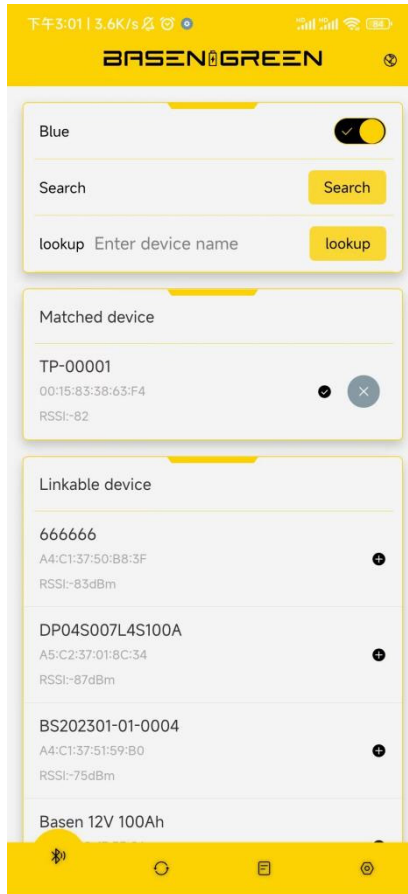 下午3:01 | 3.6K/s
84
BASEN GREEN
Blue
Search Search
lookup Enter device name lookup
Matched device
TP-00001
00:15:83:38:63:F4
RSSI:-82
Linkable device
666666
A4:C1:37:50:B8:3F
RSSI:-83dBm
DP04S007L4S100A
A5:C2:37:01:8C:34
RSSI:-87dBm
BS202301-01-0004
A4:C1:37:51:59:B0
RSSI:-75dBm
Basen 12V 100Ah